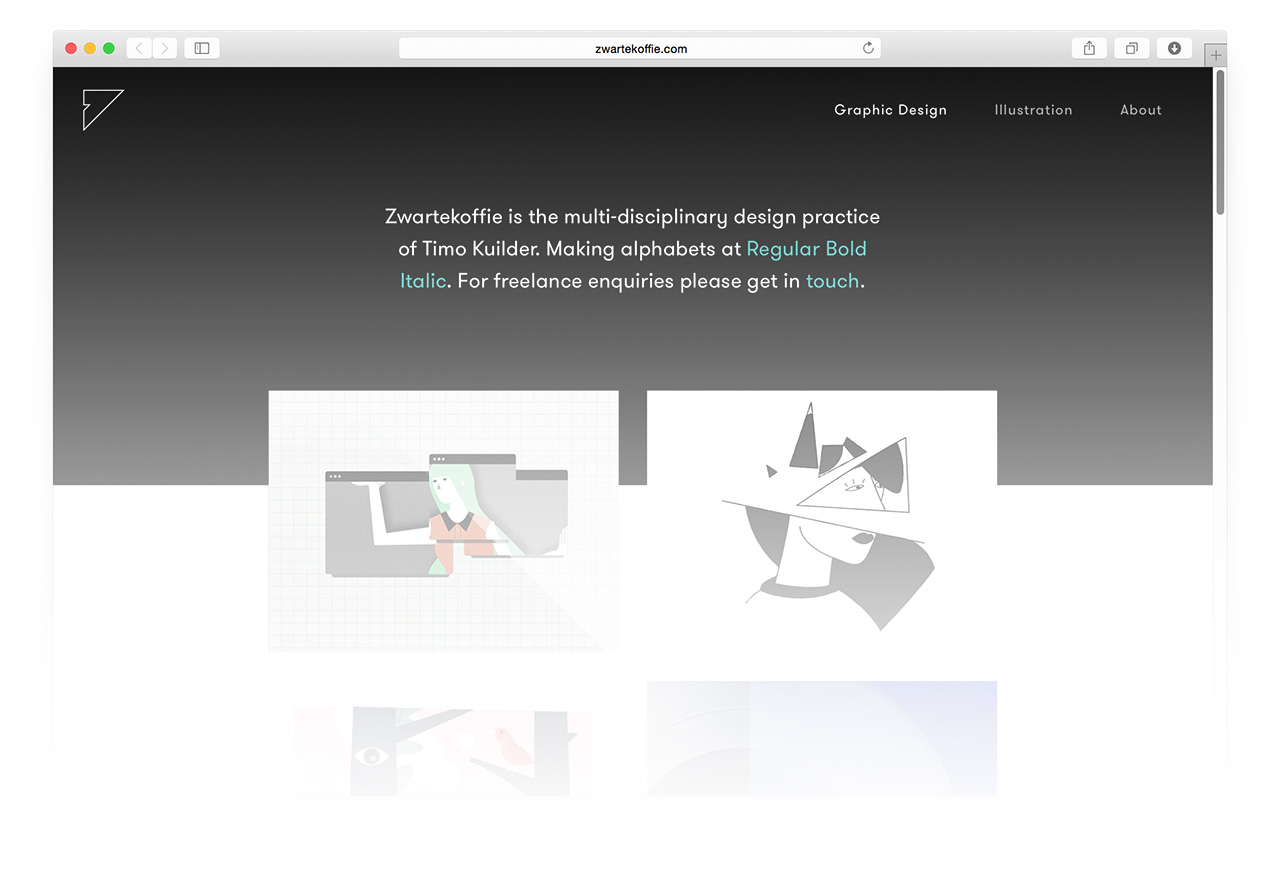 zwartekoffie.com
Graphic Design Illustration About
Zwartekoffie is the multi-disciplinary design practice
of Timo Kuilder. Making alphabets at Regular Bold
Italic. For freelance enquiries please get in touch.